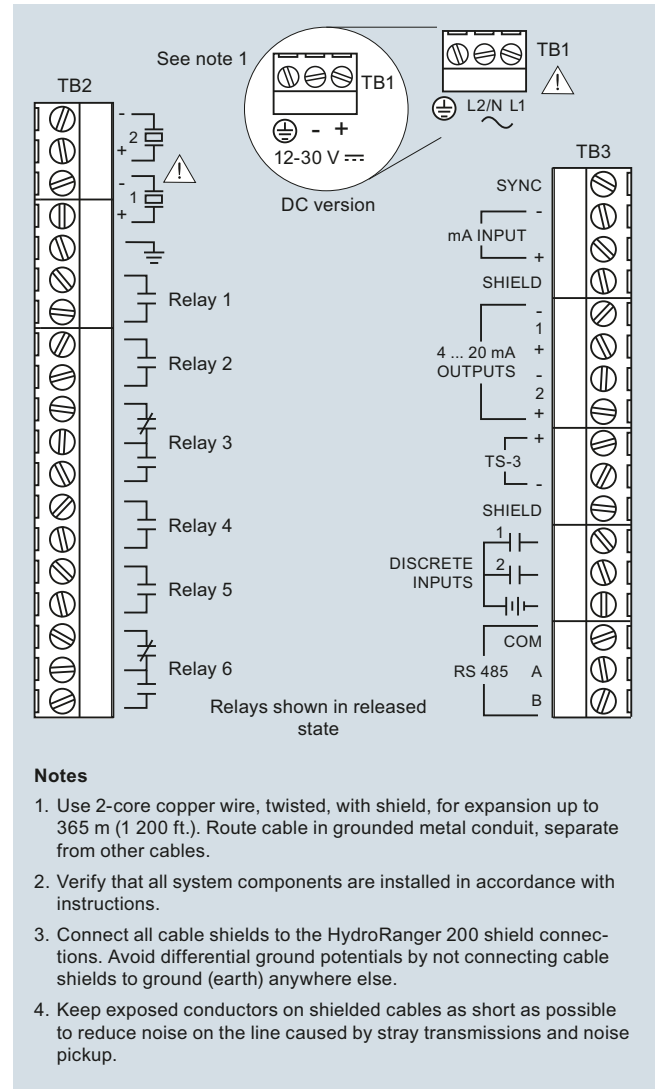 See note 1
TB1
TB1
L2/N L1
- +
12-30 V
DC version
TB2
-
2
+
-
1
+
Relay 1
Relay 2
Relay 3
Relay 4
Relay 5
Relay 6
Relays shown in released
state
TB3
SYNC
-
mA INPUT
+
SHIELD
-
1
4 ... 20 mA
+
OUTPUTS
-
2
+
+
TS-3
-
SHIELD
1
DISCRETE
2
INPUTS
COM
RS 485 A
B
Notes
1. Use 2-core copper wire, twisted, with shield, for expansion up to
365 m (1 200 ft.). Route cable in grounded metal conduit, separate
from other cables.
2. Verify that all system components are installed in accordance with
instructions.
3. Connect all cable shields to the HydroRanger 200 shield connec-
tions. Avoid differential ground potentials by not connecting cable
shields to ground (earth) anywhere else.
4. Keep exposed conductors on shielded cables as short as possible
to reduce noise on the line caused by stray transmissions and noise
pickup.